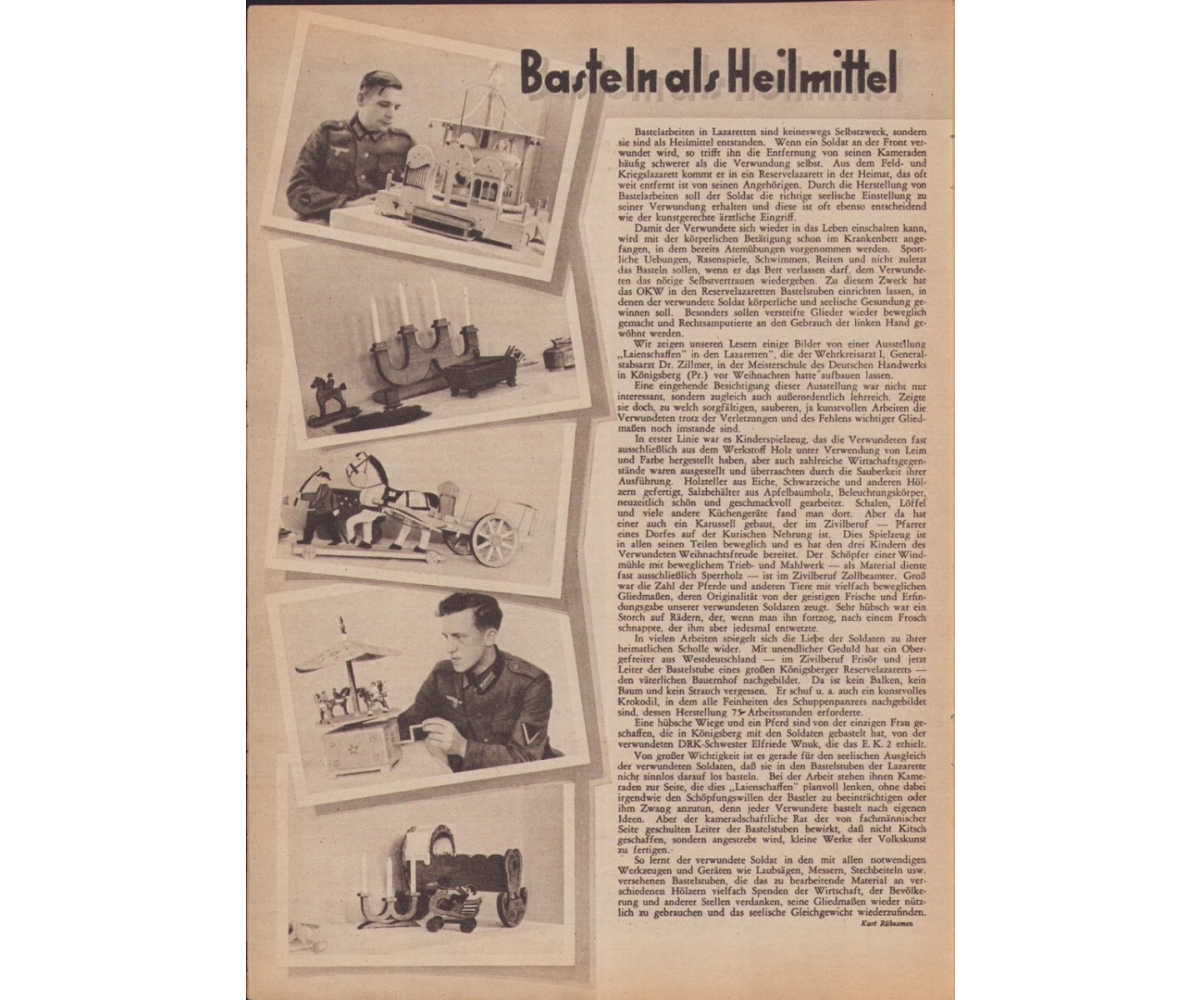 Basteln als Heilmittel
Bastelarbeiten in Lazaretten sind keineswegs Selbstzweck, sondern
sie sind als Heilmittel entstanden. Wenn ein Soldat an der Front ver-
wundet wird, so trifft ihn die Entfernung von seinen Kameraden
häufig schwerer als die Verwundung selbst. Aus dem Feld- und
Kriegslazarett kommt er in ein Reservelazarett in der Heimat, das oft
weit entfernt ist von seinen Angehörigen. Durch die Herstellung von
Bastelarbeiten soll der Soldat die richtige seelische Einstellung zu
seiner Verwundung erhalten und diese ist oft ebenso entscheidend
wie der kunstgerechte ärztliche Eingriff.
Damit der Verwundete sich wieder in das Leben einschalten kann,
wird mit der körperlichen Betätigung schon im Krankenbett ange-
fangen, in dem bereits Atemübungen vorgenommen werden. Sport-
liche Uebungen, Rasenspiele, Schwimmen, Reiten und nicht zuletzt
das Basteln sollen, wenn er das Bett verlassen darf, dem Verwunde-
ten das nötige Selbstvertrauen wiedergeben. Zu diesem Zweck hat
das OKW in den Reservelazaretten Bastelstuben einrichten lassen, in
denen der verwundete Soldat körperliche und seelische Gesundung ge-
winnen soll. Besonders sollen versteifte Glieder wieder beweglich
gemacht und Rechtsamputierte an den Gebrauch der linken Hand ge-
wöhnt werden.
Wir zeigen unseren Lesern einige Bilder von einer Ausstellung
„Laienschaffen" in den Lazaretten", die der Wehrkreisarzt I, General-
stabsarzt Dr. Zillmer, in der Meisterschule des Deutschen Handwerks
in Königsberg (Pr.) vor Weihnachten hatte aufbauen lassen.
Eine eingehende Besichtigung dieser Ausstellung war nicht nur
interessant, sondern zugleich auch außerordentlich lehrreich. Zeigte
sie doch, zu welch sorgfältigen, sauberen, ja kunstvollen Arbeiten die
Verwundeten trotz der Verletzungen und des Fehlens wichtiger Glied-
maßen noch imstande sind.
In erster Linie war es Kinderspielzeug, das die Verwundeten fast
ausschließlich aus dem Werkstoff Holz unter Verwendung von Leim
und Farbe hergestellt haben, aber auch zahlreiche Wirtschaftsgegen-
stände waren ausgestellt und überraschten durch die Sauberkeit ihrer
Ausführung. Holzteller aus Eiche, Schwarzeiche und anderen Höl-
zern gefertigt, Salzbehälter aus Apfelbaumholz, Beleuchtungskörper,
neuzeitlich schön und geschmackvoll gearbeitet. Schalen, Löffel
und viele andere Küchengeräte fand man dort. Aber da hat
einer auch ein Karussell gebaut, der im Zivilberuf — Pfarrer
eines Dorfes auf der Kurischen Nehrung ist. Dies Spielzeug ist
in allen seinen Teilen beweglich und es hat den drei Kindern des
Verwundeten Weihnachtsfreude bereitet. Der Schöpfer einer Wind-
mühle mit beweglichem Trieb- und Mahlwerk — als Material diente
fast ausschließlich Sperrholz — ist im Zivilberuf Zollbeamter. Groß
war die Zahl der Pferde und anderen Tiere mit vielfach beweglichen
Gliedmaßen, deren Originalität von der geistigen Frische und Erfin-
dungsgabe unserer verwundeten Soldaten zeugt. Sehr hübsch war ein
Storch auf Rädern, der, wenn man ihn fortzog, nach einem Frosch
schnappte, der ihm aber jedesmal entwetzte.
In vielen Arbeiten spiegelt sich die Liebe der Soldaten zu ihrer
heimatlichen Scholle wider. Mit unendlicher Geduld hat ein Ober-
gefreiter aus Westdeutschland — im Zivilberuf Frisör und jetzt
Leiter der Bastelstube eines großen Königsberger Reservelazaretts —
den väterlichen Bauernhof nachgebildet. Da ist kein Balken, kein
Baum und kein Strauch vergessen. Er schuf u. a. auch ein kunstvolles
Krokodil, in dem alle Feinheiten des Schuppenpanzers nachgebildet
sind, dessen Herstellung Arbeitsstunden erforderte.
Eine hübsche Wiege und ein Pferd sind von der einzigen Frau ge-
schaffen, die in Königsberg mit den Soldaten gebastelt hat, von der
verwundeten DRK-Schwester Elfriede Wnuk, die das E. K. 2 erhielt.
Von großer Wichtigkeit ist es gerade für den seelischen Ausgleich
der verwundeten Soldaten, daß sie in den Bastelstuben der Lazarette
nicht sinnlos darauf los basteln. Bei der Arbeit stehen ihnen Kame-
raden zur Seite, die dies „Laienschaffen" planvoll lenken, ohne dabei
irgendwie den Schöpfungswillen der Bastler zu beeinträchtigen oder
ihm Zwang anzutun, denn jeder Verwundete bastelt nach eigenen
Ideen. Aber der kameradschaftliche Rat der von fachmännischer
Seite geschulten Leiter der Bastelstuben bewirkt, daß nicht Kitsch
geschaffen, sondern angestrebt wird, kleine Werke der Volkskunst
zu fertigen.
So lernt der verwundete Soldat in den mit allen notwendigen
Werkzeugen und Geräten wie Laubsägen, Messern, Stechbeiteln usw.
versehenen Bastelstuben, die das zu bearbeitende Material an ver-
schiedenen Hölzern vielfach Spenden der Wirtschaft, der Bevölke-
rung und anderer Stellen verdanken, seine Gliedmaßen wieder nütz-
lich zu gebrauchen und das seelische Gleichgewicht wiederzufinden.
Kurt Rübsamen